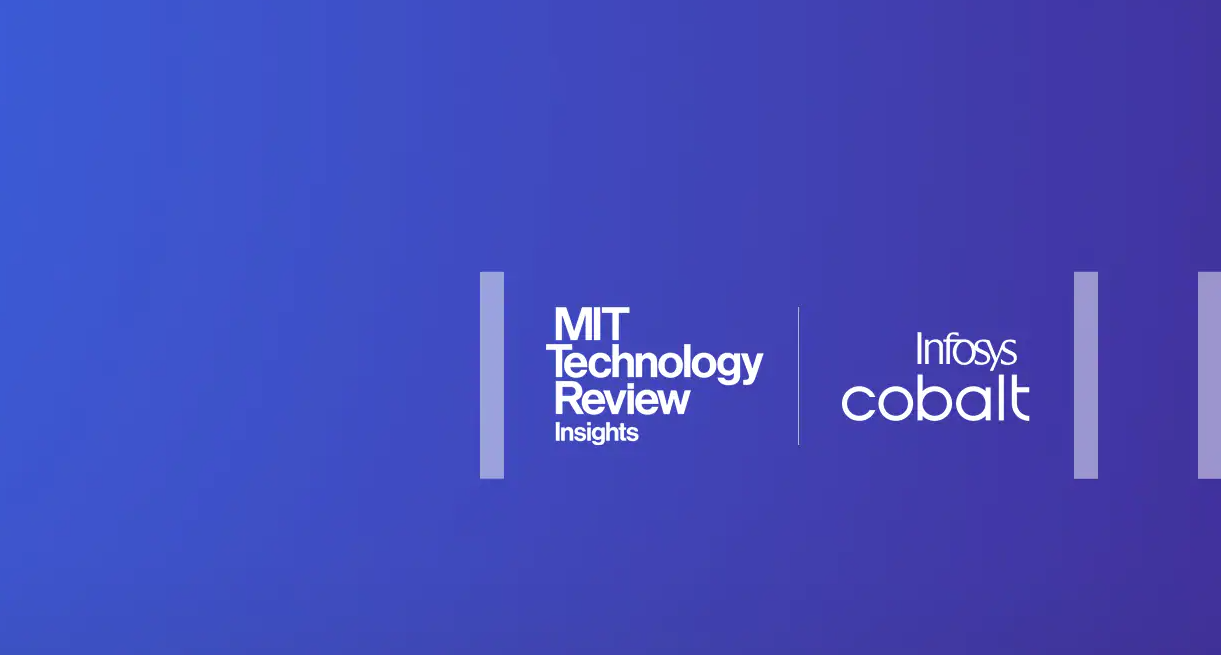 MIT
Technology
Review
Insights
Infosys
cobalt